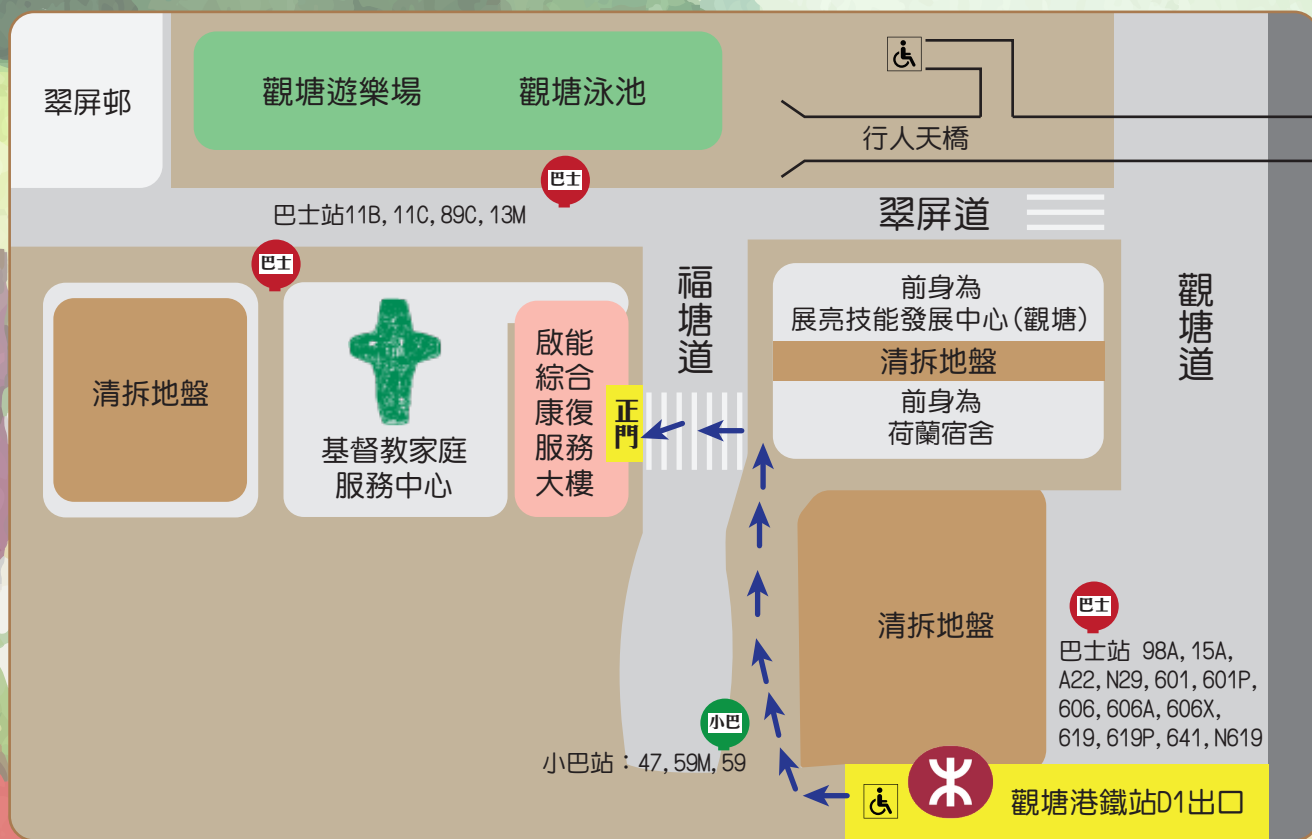 翠屏邨
觀塘遊樂場
觀塘泳池
行人天橋
巴士
巴士站11B, 11C, 89C, 13M
翠屏道
巴士
福塘道
觀塘道
前身為
展亮技能發展中心(觀塘)
清拆地盤
前身為
荷蘭宿舍
清拆地盤
基督教家庭
服務中心
啟能
綜合
康復
服務
大樓
正門
清拆地盤
巴士
巴士站 98A, 15A,
A22, N29, 601, 601P,
606, 606A, 606X,
619, 619P, 641, N619
小巴
小巴站：47, 59M, 59
觀塘港鐵站D1出口